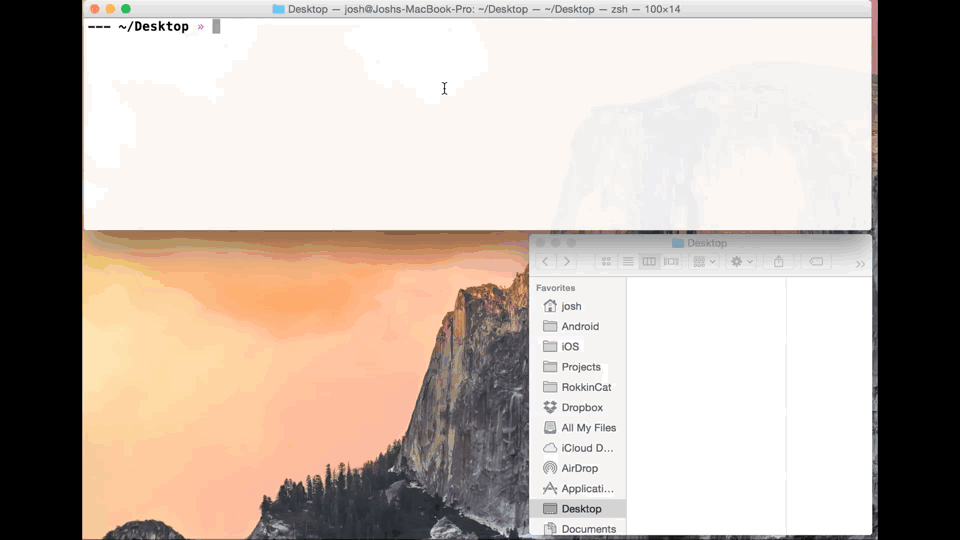 Desktop — josh@Joshs-MacBook-Pro: ~/Desktop — ~/Desktop — zsh — 100×14
--- ~/Desktop »
Desktop
Favorites
josh
Android
iOS
Projects
RokkinCat
Dropbox
All My Files
iCloud D...
AirDrop
Applicati...
Desktop
Documents